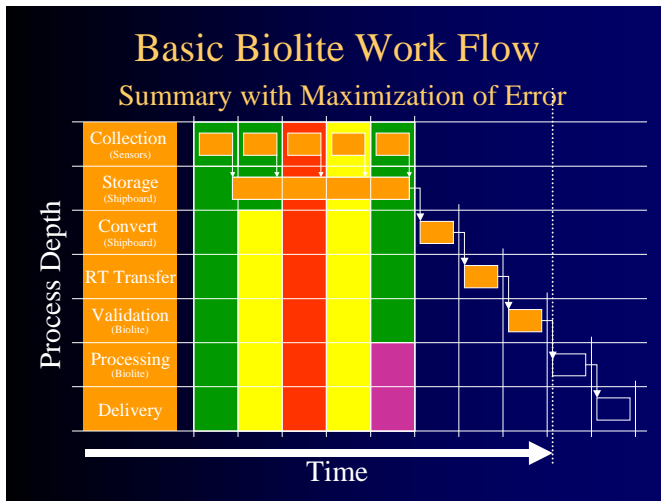 Basic Biolite Work Flow
Summary with Maximization of Error
Collection
(Sensors)
Storage
(Shipboard)
Convert
(Shipboard)
RT Transfer
Validation
(Biolite)
Processing
(Biolite)
Delivery
Process Depth
Time